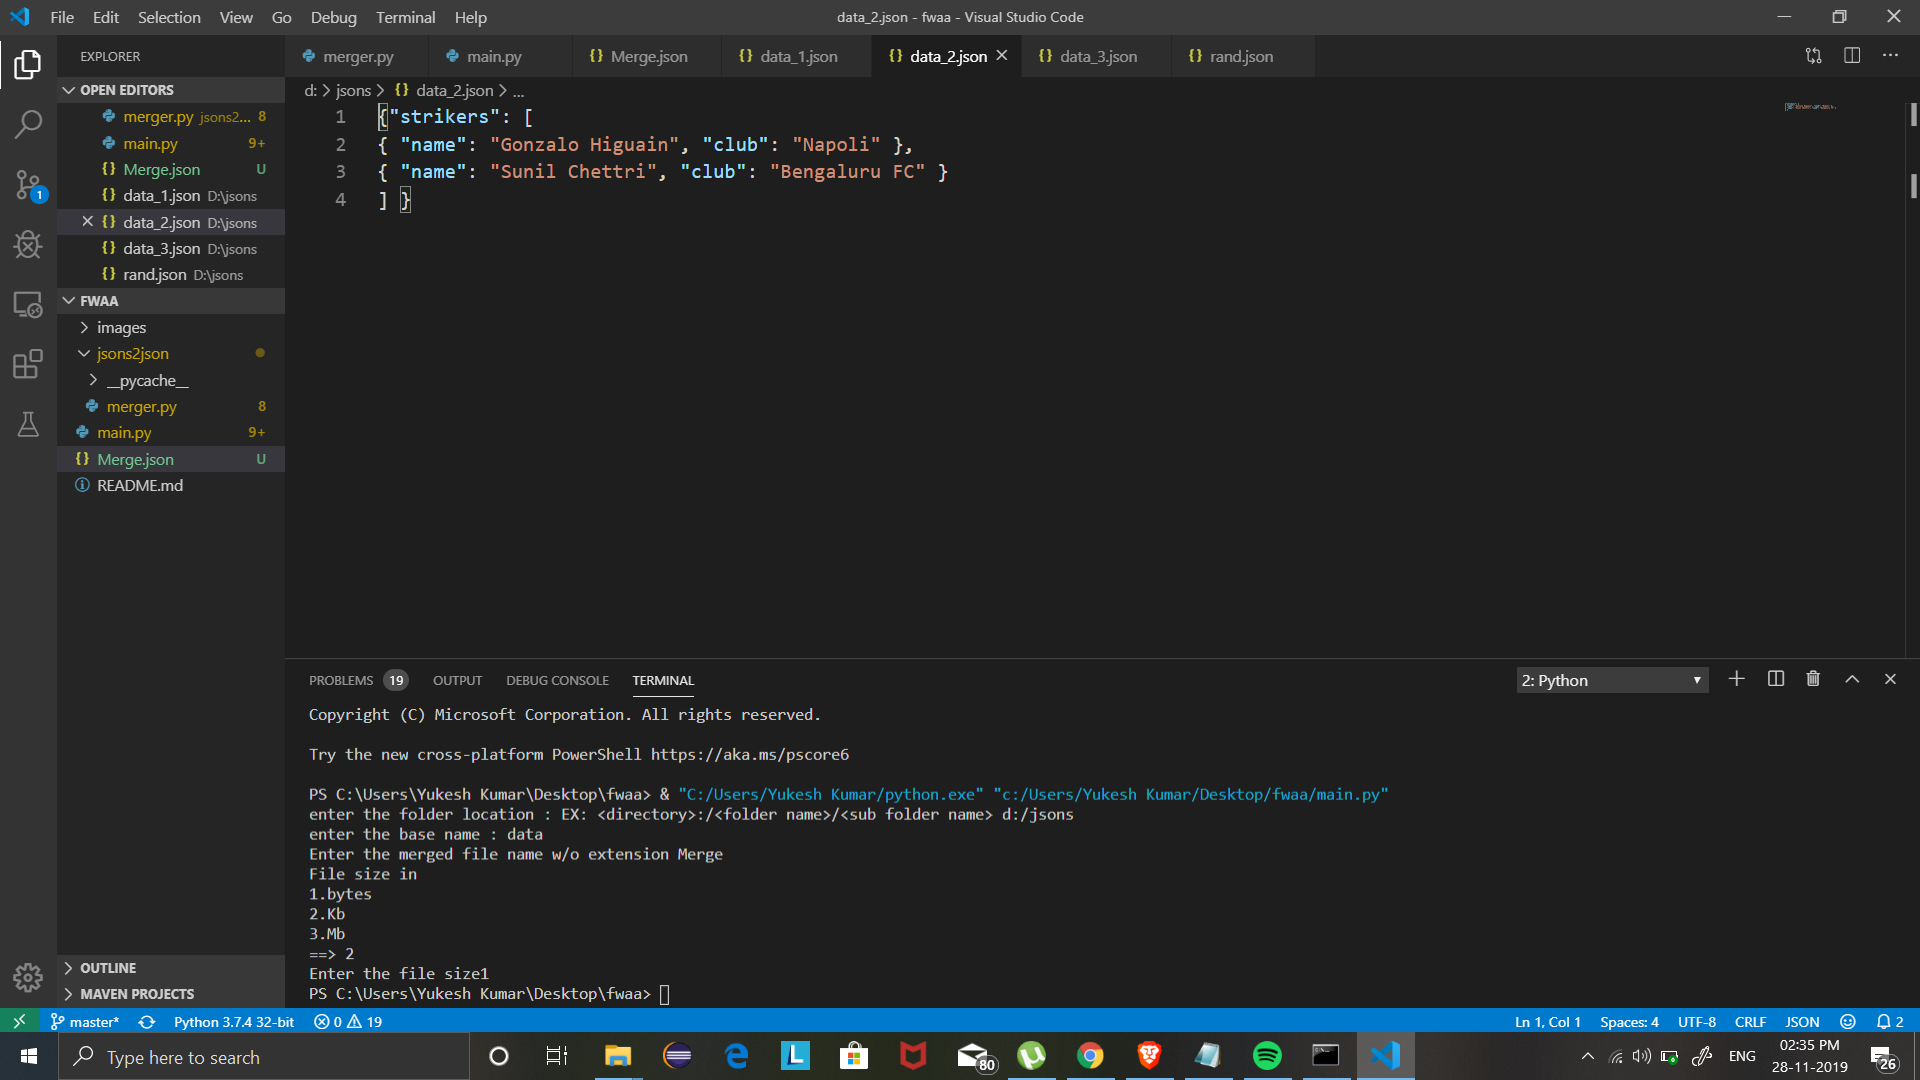 File Edit Selection View Go Debug Terminal Help
data_2.json - fwaa - Visual Studio Code
EXPLORER
OPEN EDITORS
merger.py jsons2... 8
main.py 9+
Merge.json U
data_1.json D:\jsons
data_2.json D:\jsons
data_3.json D:\jsons
rand.json D:\jsons
FWAA
images
jsons2json
__pycache__
merger.py 8
main.py 9+
Merge.json U
README.md
OUTLINE
MAVEN PROJECTS
merger.py main.py Merge.json data_1.json data_2.json data_3.json rand.json
d: > jsons > {} data_2.json > ...
1 {"strikers": [
2 { "name": "Gonzalo Higuain", "club": "Napoli" },
3 { "name": "Sunil Chettri", "club": "Bengaluru FC" }
4 ] }
PROBLEMS 19 OUTPUT DEBUG CONSOLE TERMINAL
2: Python
Copyright (C) Microsoft Corporation. All rights reserved.
Try the new cross-platform PowerShell https://aka.ms/pscore6
PS C:\Users\Yukesh Kumar\Desktop\fwaa> & "C:/Users/Yukesh Kumar/python.exe" "c:/Users/Yukesh Kumar/Desktop/fwaa/main.py"
enter the folder location : EX: <directory>:/<folder name>/<sub folder name> d:/jsons
enter the base name : data
Enter the merged file name w/o extension Merge
File size in
1.bytes
2.Kb
3.Mb
==> 2
Enter the file size1
PS C:\Users\Yukesh Kumar\Desktop\fwaa>
1
master* Python 3.7.4 32-bit 0 19
Ln 1, Col 1 Spaces: 4 UTF-8 CRLF JSON 2
Type here to search
L
80
ENG
02:35 PM
28-11-2019
26